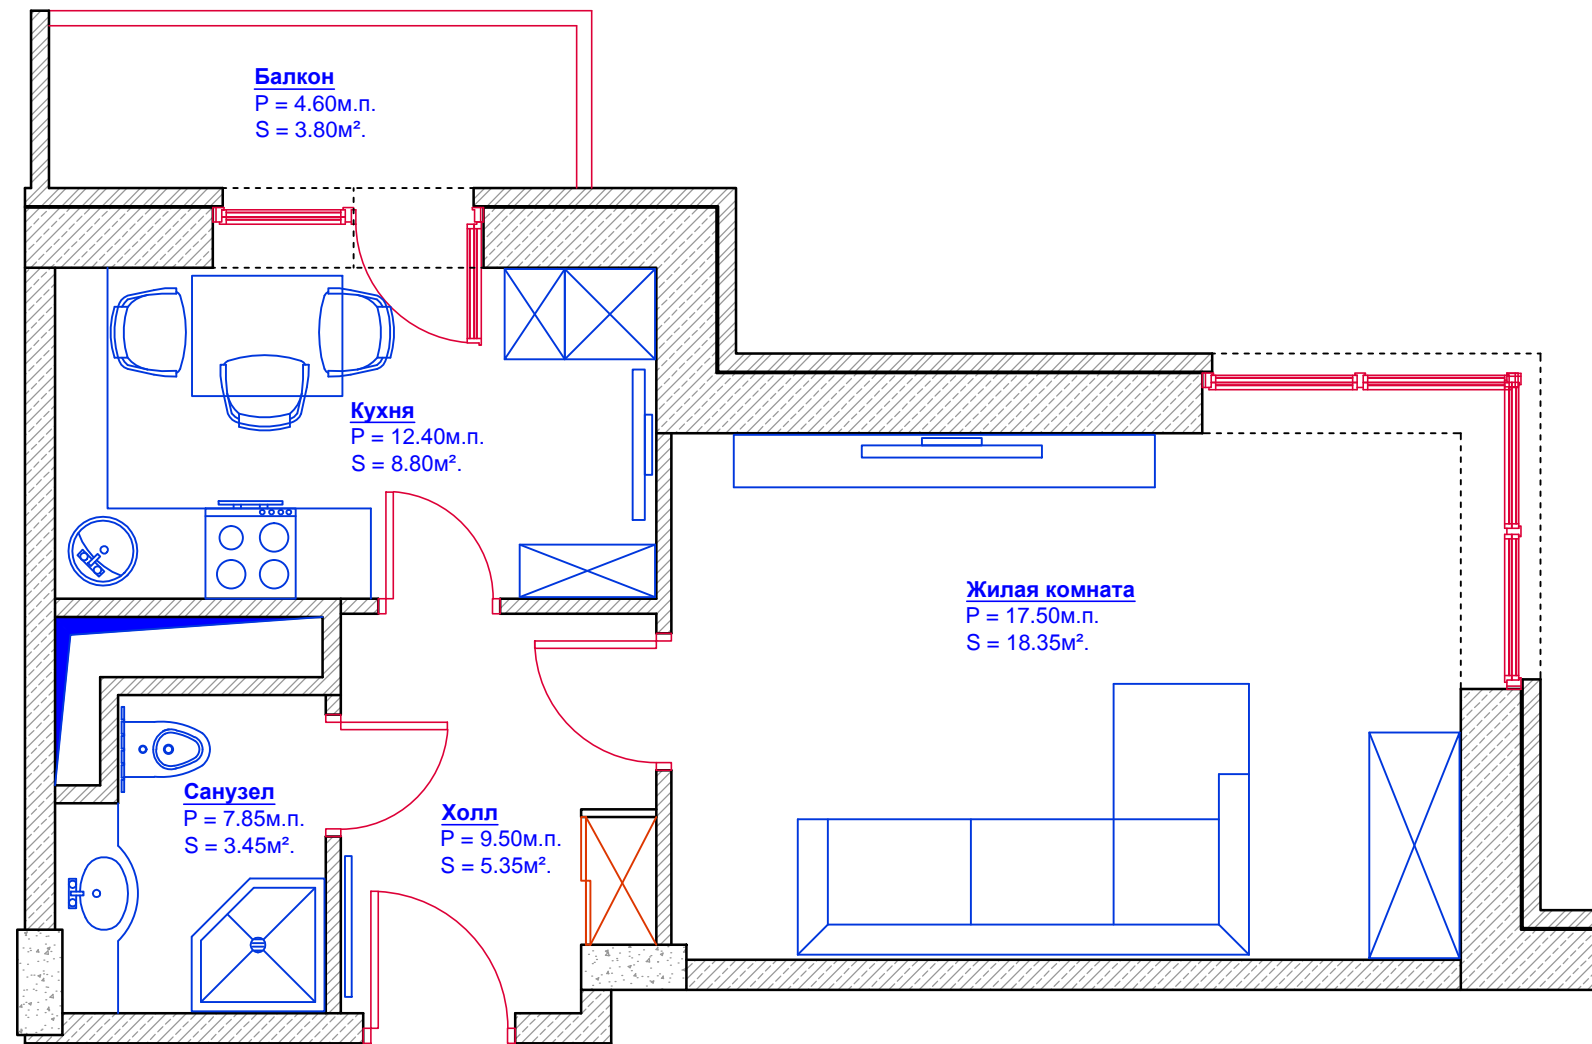 Балкон
P = 4.60м.п.
S = 3.80м².
Кухня
P = 12.40м.п.
S = 8.80м².
Жилая комната
P = 17.50м.п.
S = 18.35м².
Санузел
P = 7.85м.п.
S = 3.45м².
Холл
P = 9.50м.п.
S = 5.35м².